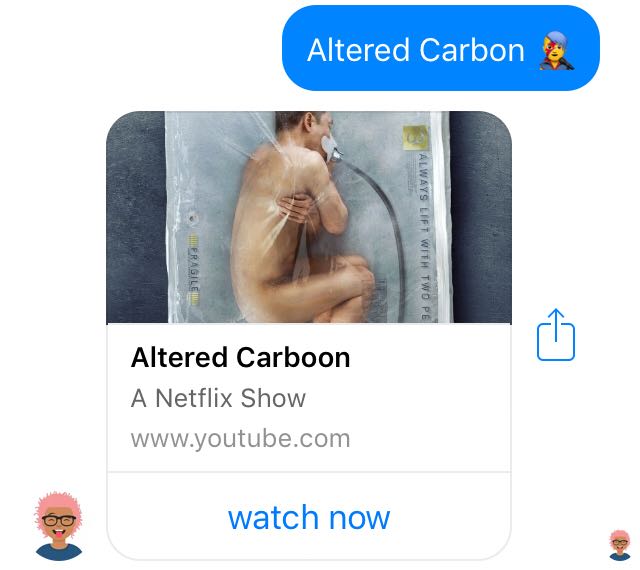 Altered Carbon
FRAGILE
ALWAYS LIFT WITH TWO PE
Altered Carboon
A Netflix Show
www.youtube.com
watch now